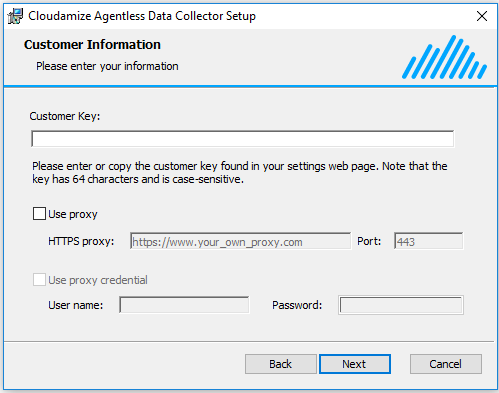 Cloudamize Agentless Data Collector Setup
Customer Information
Please enter your information
Customer Key:
Please enter or copy the customer key found in your settings web page. Note that the
key has 64 characters and is case-sensitive.
Use proxy
HTTPS proxy: https://www.your_own_proxy.com Port: 443
Use proxy credential
User name: Password:
Back Next Cancel